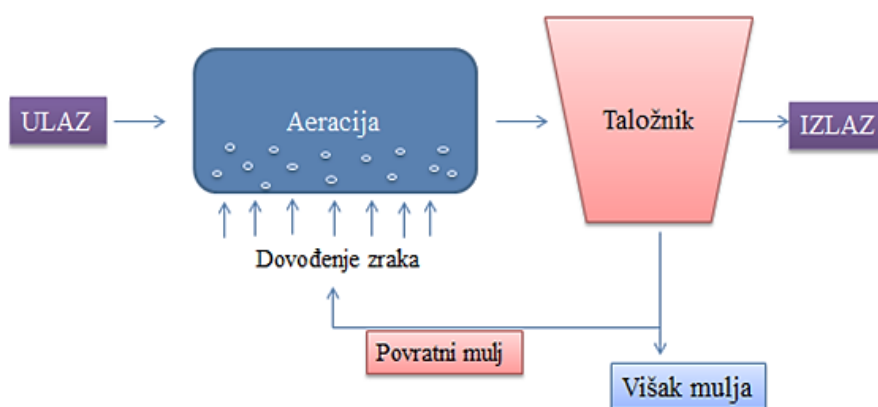 ULAZ
Aeracija
Taložnik
IZLAZ
Dovođenje zraka
Povratni mulj
Višak mulja